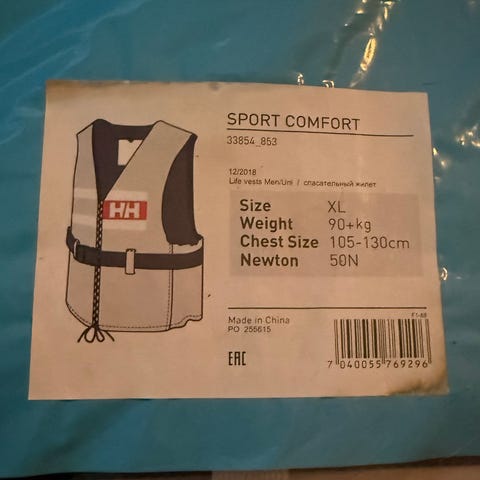 SPORT COMFORT
33854_853
12/2018
Life vests Men/Uni / спасательный жилет
Size XL
Weight 90+kg
Chest Size 105-130cm
Newton 50N
HH
Made in China
PO 255615
F1-88
EAC
7 040055 769296